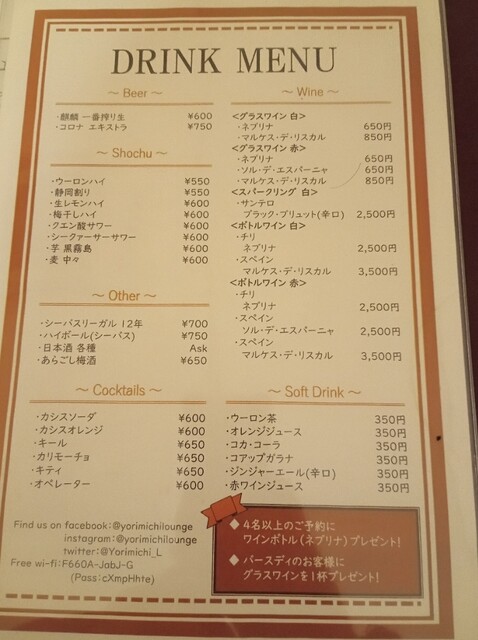 DRINK MENU
～ Beer ～
・麒麟 一番搾り生 ¥600
・コロナ エキストラ ¥750
～ Shochu ～
・ウーロンハイ ¥550
・静岡割り ¥550
・生レモンハイ ¥600
・梅干しハイ ¥600
・クエン酸サワー ¥600
・シークァーサーサワー ¥600
・芋 黒霧島 ¥600
・麦 中々 ¥600
～ Other ～
・シーバスリーガル 12年 ¥700
・ハイボール(シーバス) ¥750
・日本酒 各種 Ask
・あらごし梅酒 ¥650
～ Cocktails ～
・カシスソーダ ¥600
・カシスオレンジ ¥600
・キール ¥650
・カリモーチョ ¥650
・キティ ¥650
・オペレーター ¥600
～ Wine ～
<グラスワイン 白>
・ネブリナ 650円
・マルケス・デ・リスカル 850円
<グラスワイン 赤>
・ネブリナ 650円
・ソル・デ・エスパーニャ 650円
・マルケス・デ・リスカル 850円
<スパークリング 白>
・サンテロ
ブラック・ブリュット(辛口) 2,500円
<ボトルワイン 白>
・チリ
ネブリナ 2,500円
・スペイン
マルケス・デ・リスカル 3,500円
<ボトルワイン 赤>
・チリ
ネブリナ 2,500円
・スペイン
ソル・デ・エスパーニャ 2,500円
・スペイン
マルケス・デ・リスカル 3,500円
～ Soft Drink ～
・ウーロン茶 350円
・オレンジジュース 350円
・コカ・コーラ 350円
・コアップガラナ 350円
・ジンジャーエール(辛口) 350円
・赤ワインジュース 350円
Find us on facebook:@yorimichilounge
instagram:@yorimichilounge
twitter:@Yorimichi_L
Free wi-fi:F660A-JabJ-G
(Pass:cXmpHhte)
◆ 4名以上のご予約に
ワインボトル(ネブリナ)プレゼント!
◆ バースディのお客様に
グラスワインを1杯プレゼント!